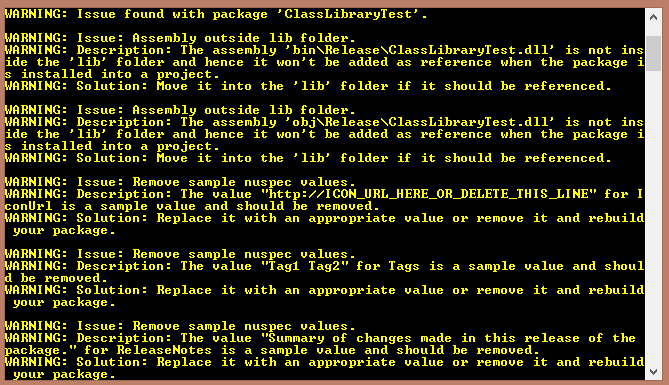 WARNING: Issue found with package 'ClassLibraryTest'.
WARNING: Issue: Assembly outside lib folder.
WARNING: Description: The assembly 'bin\Release\ClassLibraryTest.dll' is not ins
ide the 'lib' folder and hence it won't be added as reference when the package i
s installed into a project.
WARNING: Solution: Move it into the 'lib' folder if it should be referenced.
WARNING: Issue: Assembly outside lib folder.
WARNING: Description: The assembly 'obj\Release\ClassLibraryTest.dll' is not ins
ide the 'lib' folder and hence it won't be added as reference when the package i
s installed into a project.
WARNING: Solution: Move it into the 'lib' folder if it should be referenced.
WARNING: Issue: Remove sample nuspec values.
WARNING: Description: The value "http://ICON_URL_HERE_OR_DELETE_THIS_LINE" for I
conUrl is a sample value and should be removed.
WARNING: Solution: Replace it with an appropriate value or remove it and rebuild
 your package.
WARNING: Issue: Remove sample nuspec values.
WARNING: Description: The value "Tag1 Tag2" for Tags is a sample value and shoul
d be removed.
WARNING: Solution: Replace it with an appropriate value or remove it and rebuild
 your package.
WARNING: Issue: Remove sample nuspec values.
WARNING: Description: The value "Summary of changes made in this release of the
package." for ReleaseNotes is a sample value and should be removed.
WARNING: Solution: Replace it with an appropriate value or remove it and rebuild
 your package.